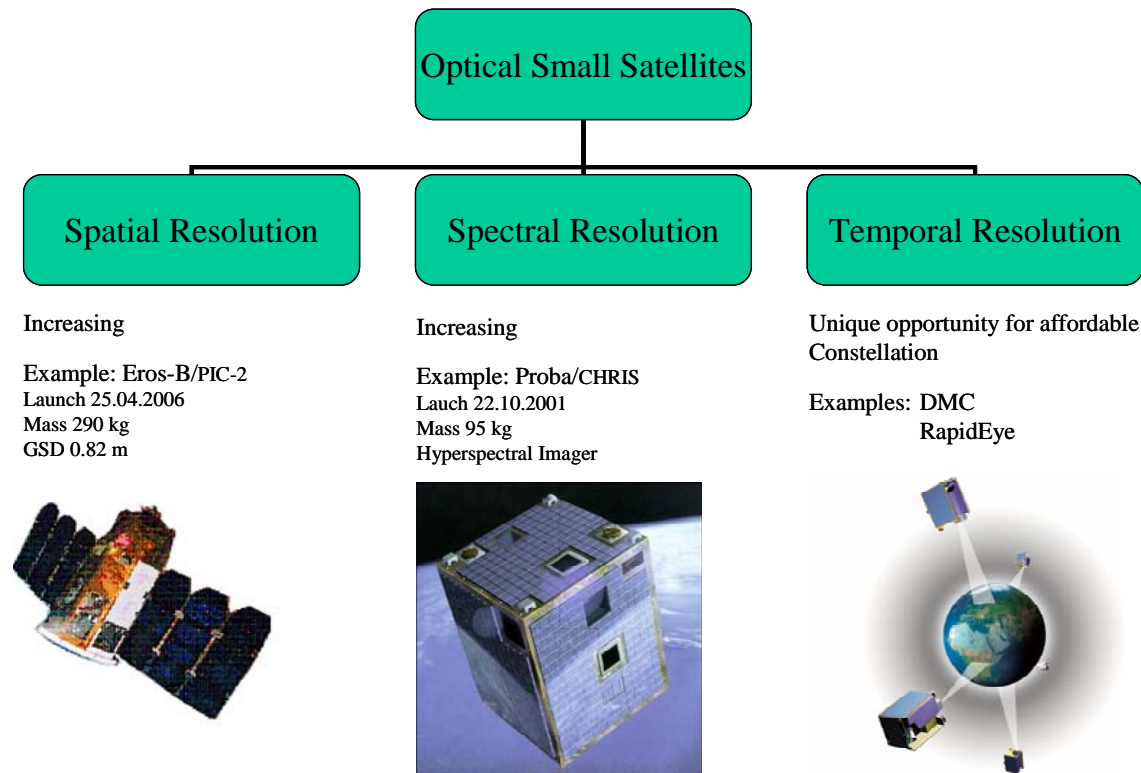 Optical Small Satellites
Spatial Resolution
Spectral Resolution
Temporal Resolution
Increasing
Example: Eros-B/PIC-2
Launch 25.04.2006
Mass 290 kg
GSD 0.82 m
Increasing
Example: Proba/CHRIS
Lauch 22.10.2001
Mass 95 kg
Hyperspectral Imager
Unique opportunity for affordable
Constellation
Examples: DMC
RapidEye